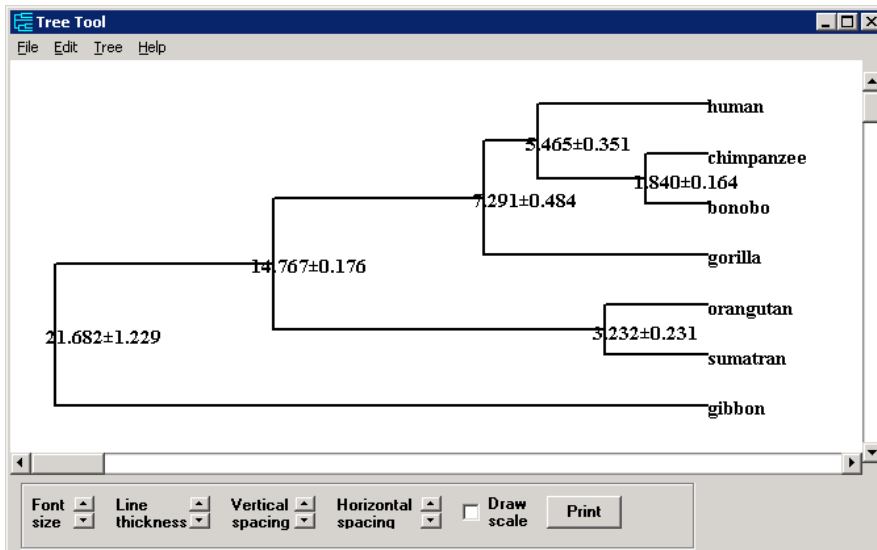 Tree Tool
File Edit Tree Help
human
5.465±0.351
chimpanzee
1.840±0.164
7.291±0.484
bonobo
14.767±0.176
gorilla
orangutan
21.682±1.229
3.232±0.231
sumatran
gibbon
Font size
Line thickness
Vertical spacing
Horizontal spacing
Draw scale
Print